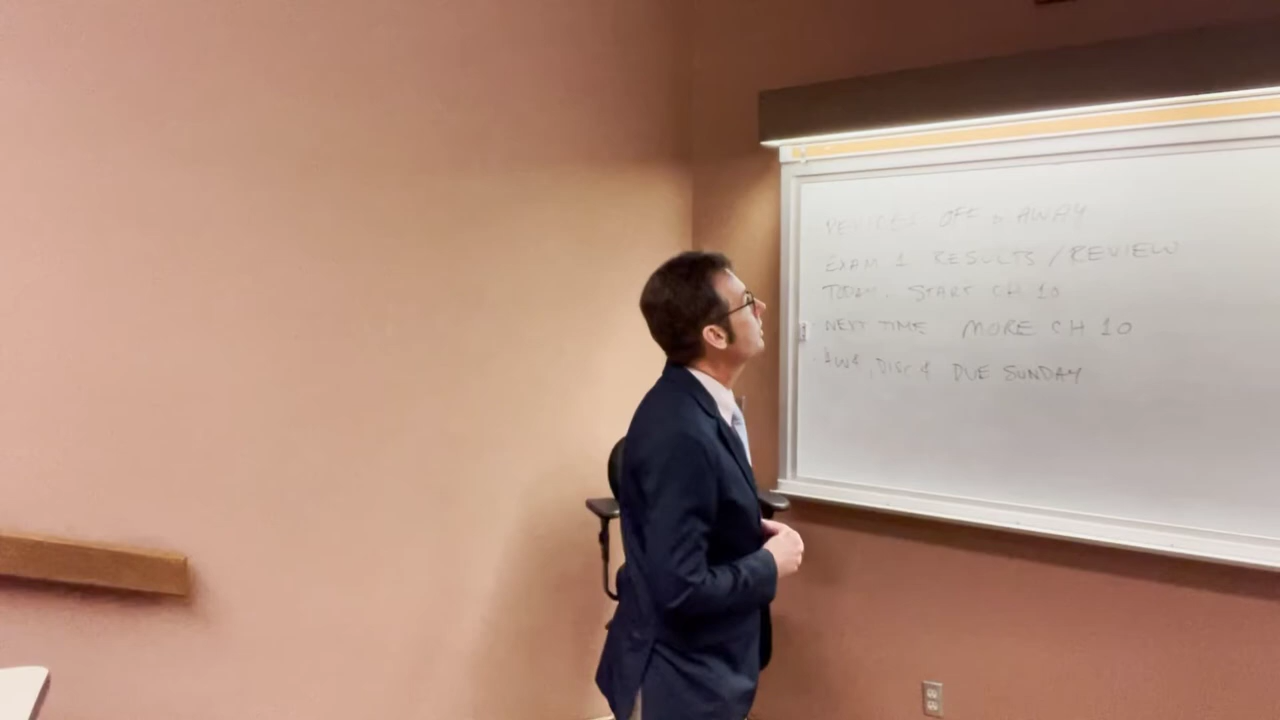 DEVICES OFF & AWAY
EXAM 1 RESULTS / REVIEW
TODAY, START CH 10
NEXT TIME MORE CH 10
DUE SUNDAY